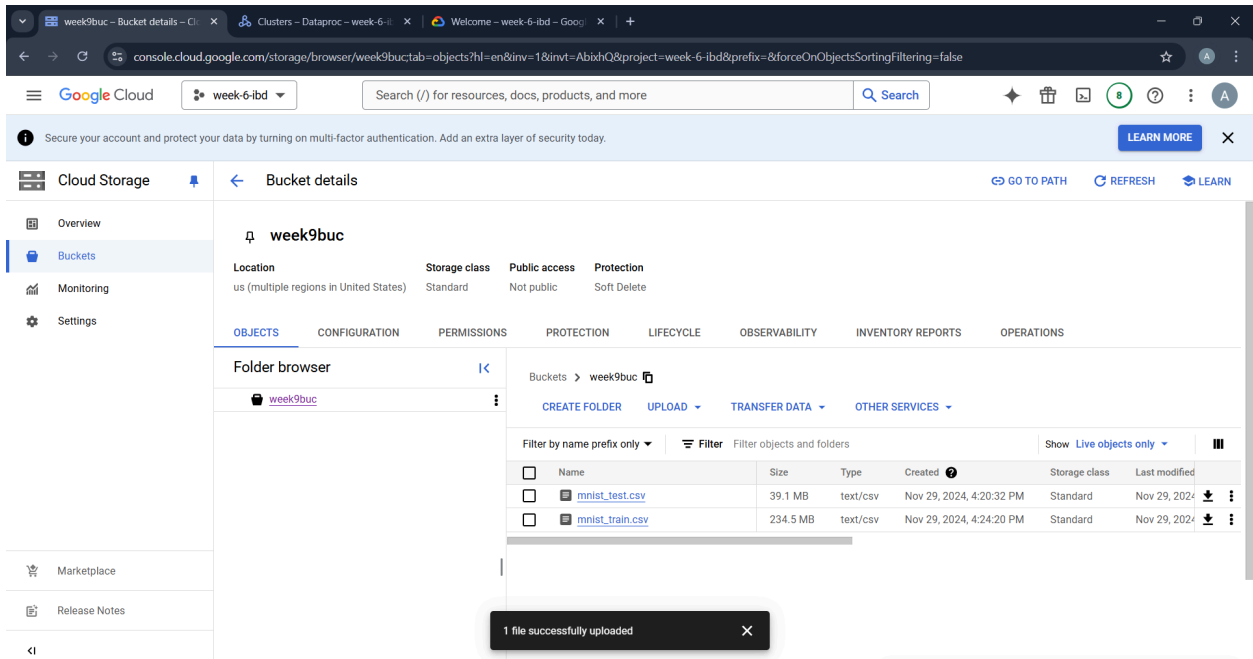 week9buc – Bucket details – Clo
Clusters – Dataproc – week-6-i
Welcome – week-6-ibd – Goog
console.cloud.google.com/storage/browser/week9buc;tab=objects?hl=en&inv=1&invt=AbixhQ&project=week-6-ibd&prefix=&forceOnObjectsSortingFiltering=false
A
Google Cloud
week-6-ibd
Search (/) for resources, docs, products, and more
Search
8
A
Secure your account and protect your data by turning on multi-factor authentication. Add an extra layer of security today.
LEARN MORE
Cloud Storage
Bucket details
GO TO PATH
REFRESH
LEARN
Overview
Buckets
Monitoring
Settings
Marketplace
Release Notes
week9buc
Location
Storage class
Public access
Protection
us (multiple regions in United States)
Standard
Not public
Soft Delete
OBJECTS
CONFIGURATION
PERMISSIONS
PROTECTION
LIFECYCLE
OBSERVABILITY
INVENTORY REPORTS
OPERATIONS
Folder browser
week9buc
Buckets > week9buc
CREATE FOLDER
UPLOAD
TRANSFER DATA
OTHER SERVICES
Filter by name prefix only
Filter
Filter objects and folders
Show Live objects only
Name Size Type Created Storage class Last modified
mnist_test.csv 39.1 MB text/csv Nov 29, 2024, 4:20:32 PM Standard Nov 29, 2024
mnist_train.csv 234.5 MB text/csv Nov 29, 2024, 4:24:20 PM Standard Nov 29, 2024
1 file successfully uploaded